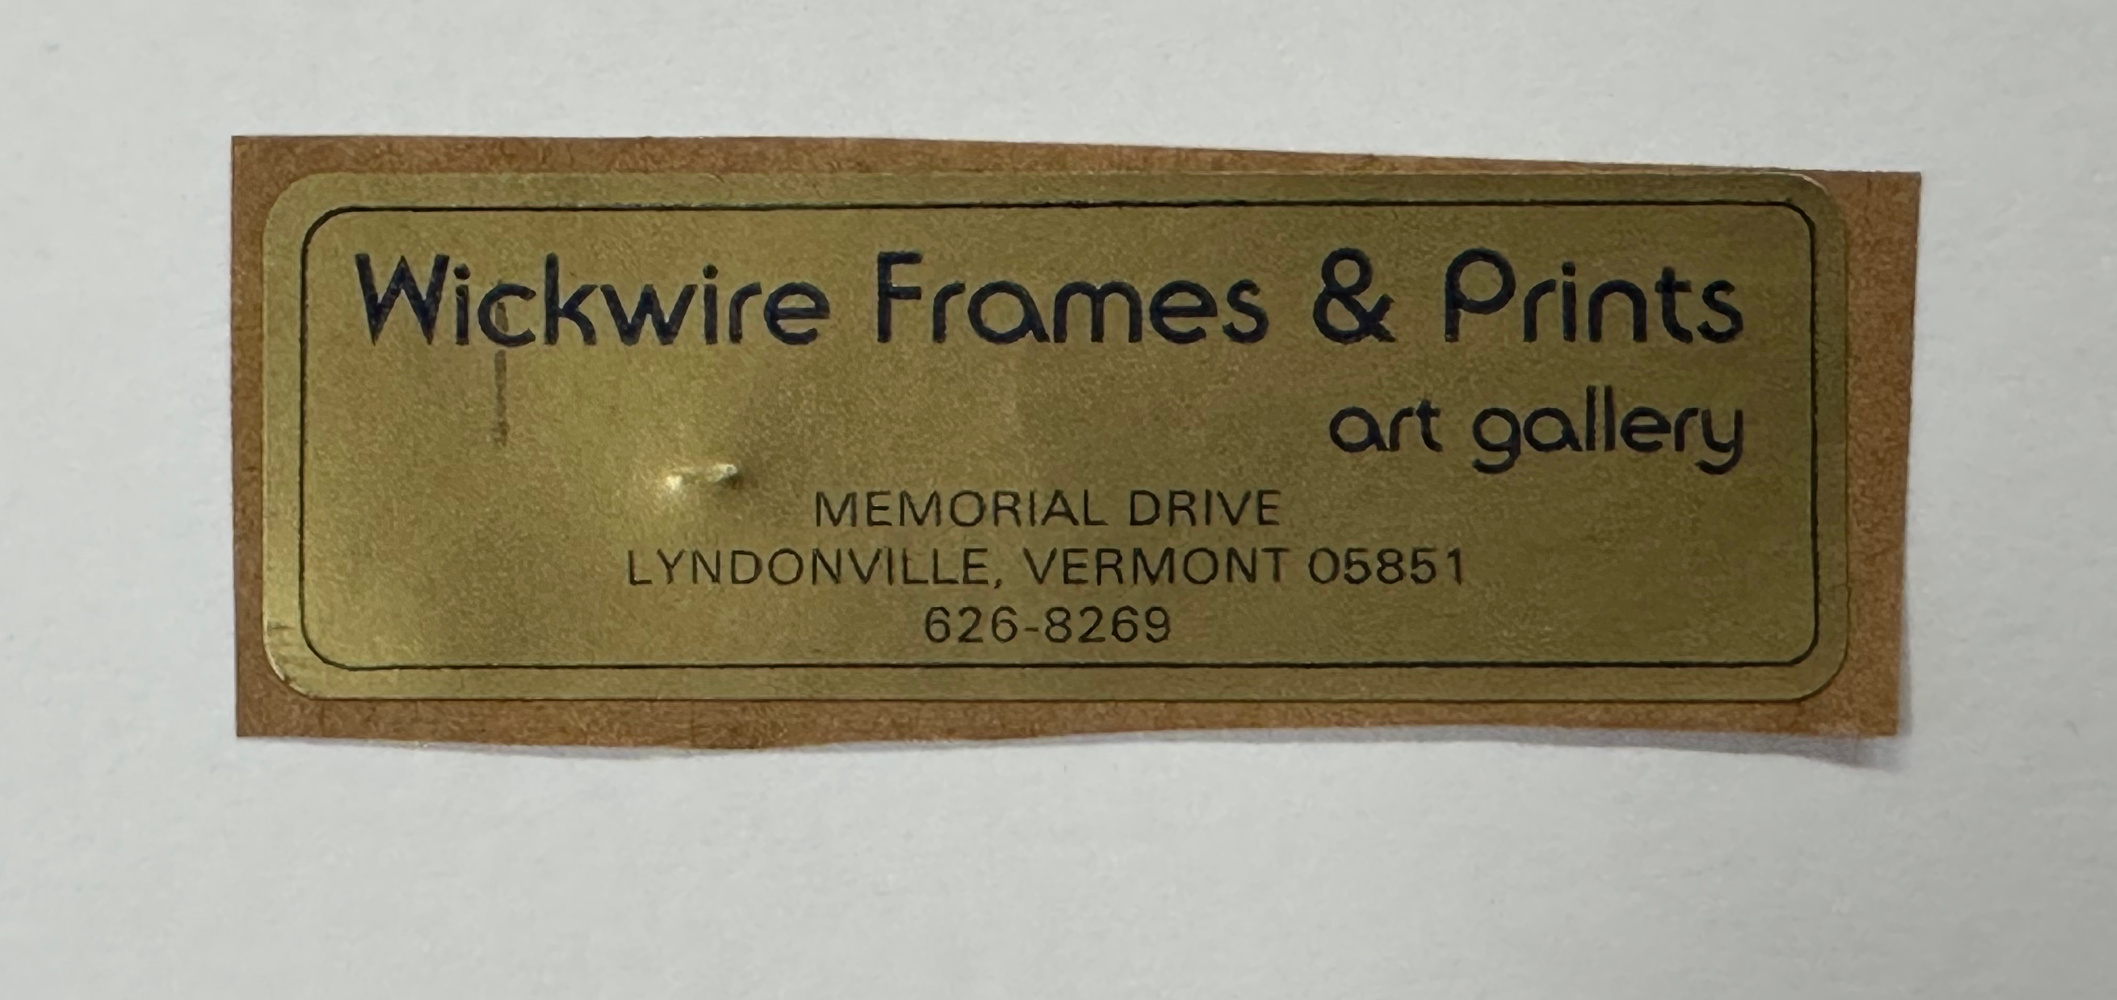 Wickwire Frames & Prints
art gallery
MEMORIAL DRIVE
LYNDONVILLE, VERMONT 05851
626-8269